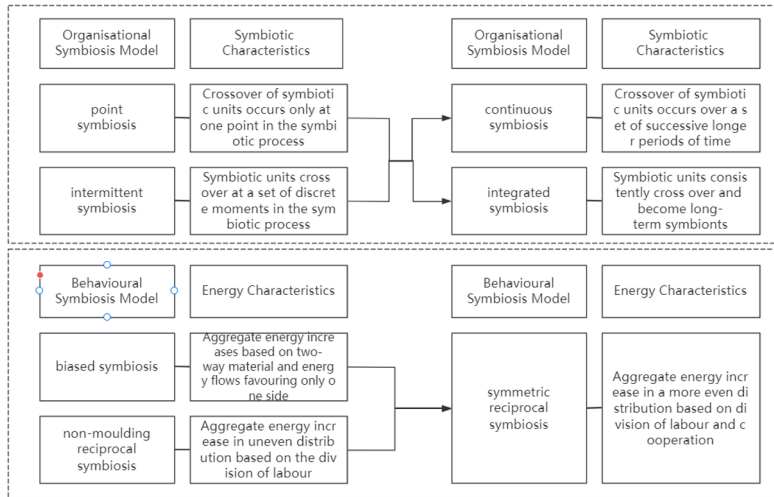 Organisational
Symbiosis Model
Symbiotic
Characteristics
Organisational
Symbiosis Model
Symbiotic
Characteristics
point
symbiosis
Crossover of symbioti
c units occurs only at
one point in the symbi
otic process
continuous
symbiosis
Crossover of symbioti
c units occurs over a s
et of successive longe
r periods of time
intermittent
symbiosis
Symbiotic units cross
over at a set of discret
e moments in the sym
biotic process
integrated
symbiosis
Symbiotic units consis
tently cross over and
become long-
term symbionts
Behavioural
Symbiosis Model
Energy Characteristics
Behavioural
Symbiosis Model
Energy Characteristics
biased symbiosis
Aggregate energy incre
ases based on two-
way material and energ
y flows favouring only o
ne side
symmetric
reciprocal
symbiosis
Aggregate energy incr
ease in a more even di
stribution based on di
vision of labour and c
ooperation
non-moulding
reciprocal
symbiosis
Aggregate energy incr
ease in uneven distrib
ution based on the div
ision of labour